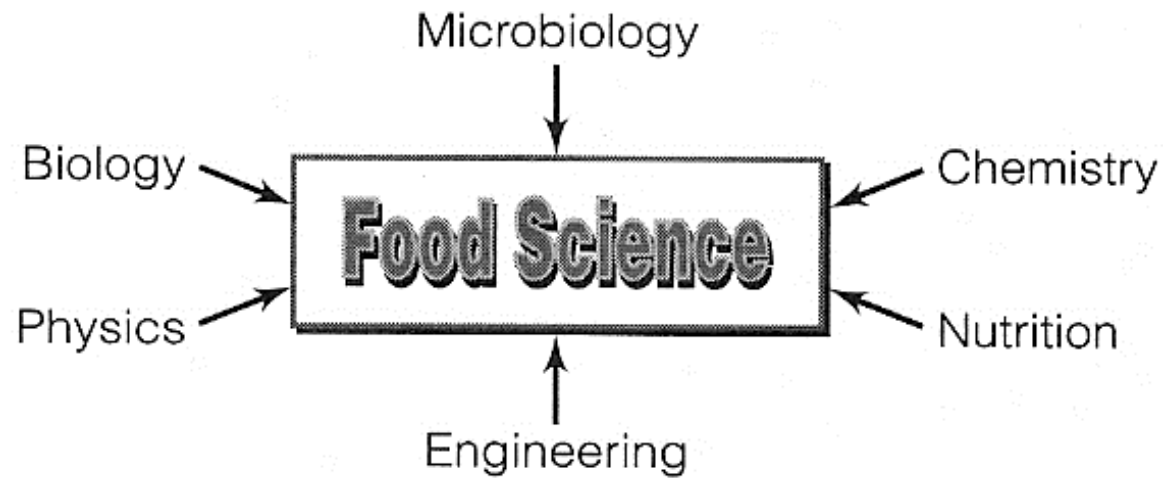 Microbiology
Biology
Chemistry
Food Science
Physics
Nutrition
Engineering